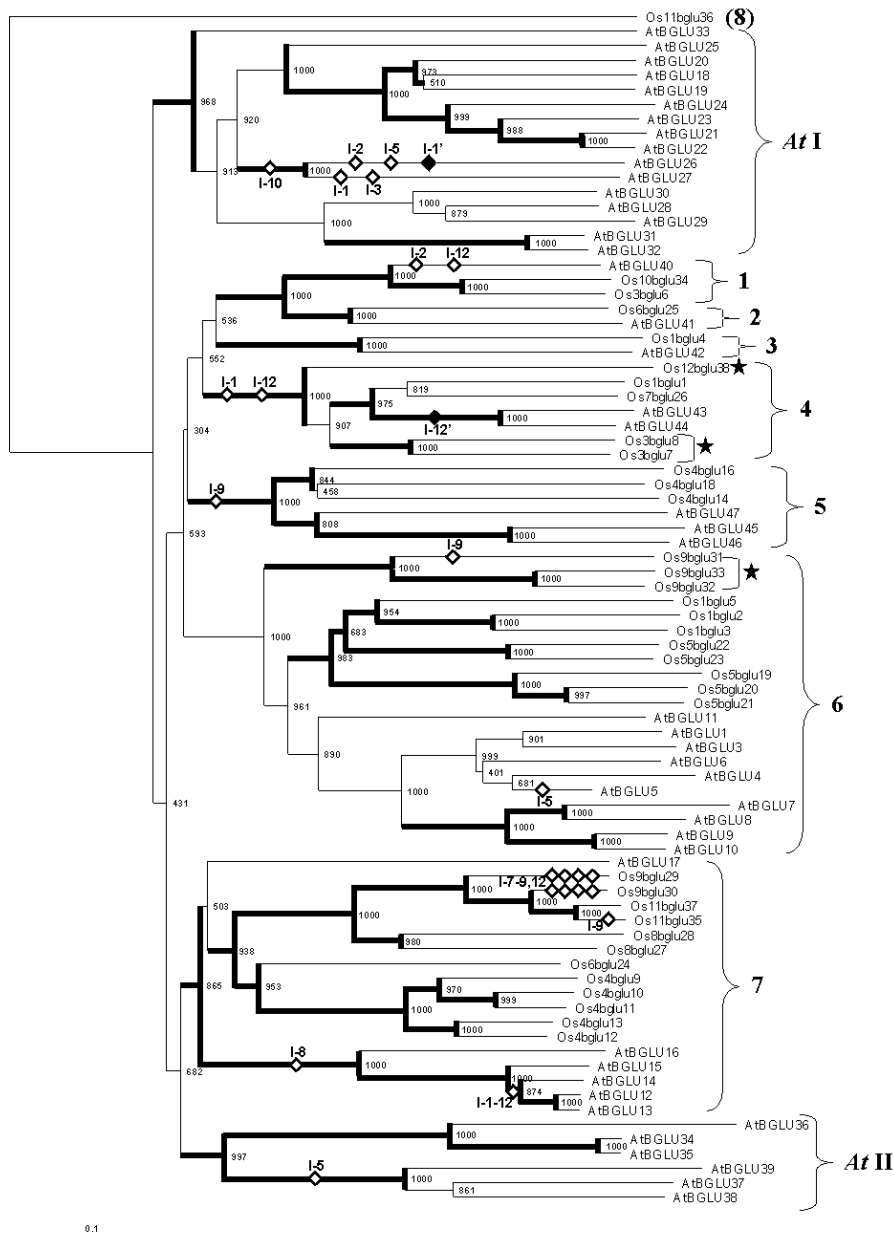 Os11bglu36 (8)
AtBGLU33
AtBGLU25
AtBGLU20
1000
973
AtBGLU18
510
AtBGLU19
1000
968
AtBGLU24
999
AtBGLU23
920
988
AtBGLU21
1000
AtBGLU22
At I
I-2 I-5 I-1'
AtBGLU26
913
1000
I-10
AtBGLU27
I-1 I-3
AtBGLU30
1000
AtBGLU28
879
AtBGLU29
1000
AtBGLU31
1000
AtBGLU32
I-2 I-12
AtBGLU40
1000
Os10bglu34
1
1000
Os3bglu6
1000
Os6bglu25
536
1000
2
AtBGLU41
Os1bglu4
1000
3
AtBGLU42
552
Os12bglu38
I-1 I-12
Os1bglu1
819
1000
Os7bglu26
975
AtBGLU43
1000
4
907
I-12'
AtBGLU44
304
Os3bglu8
1000
Os3bglu7
Os4bglu16
844
Os4bglu18
458
I-9
Os4bglu14
1000
5
AtBGLU47
808
AtBGLU45
593
1000
AtBGLU46
I-9
Os9bglu31
1000
Os9bglu33
1000
Os9bglu32
Os1bglu5
954
Os1bglu2
1000
1000
Os1bglu3
683
Os5bglu22
1000
983
Os5bglu23
Os5bglu19
1000
Os5bglu20
997
961
Os5bglu21
6
AtBGLU11
AtBGLU1
901
890
AtBGLU3
999
AtBGLU6
401
AtBGLU4
681
1000
AtBGLU5
I-5
431
AtBGLU7
1000
AtBGLU8
1000
AtBGLU9
1000
AtBGLU10
AtBGLU17
I-7-9,12
Os9bglu29
1000
Os9bglu30
1000
503
Os11bglu37
1000
1000
I-9
Os11bglu35
Os8bglu28
980
938
Os8bglu27
Os6bglu24
865
953
Os4bglu9
970
7
Os4bglu10
999
1000
Os4bglu11
Os4bglu13
1000
Os4bglu12
682
I-8
AtBGLU16
1000
AtBGLU15
1000
AtBGLU14
874
I-1-12
AtBGLU12
1000
AtBGLU13
AtBGLU36
1000
AtBGLU34
1000
997
AtBGLU35
At II
I-5
AtBGLU39
1000
AtBGLU37
861
AtBGLU38
0.1